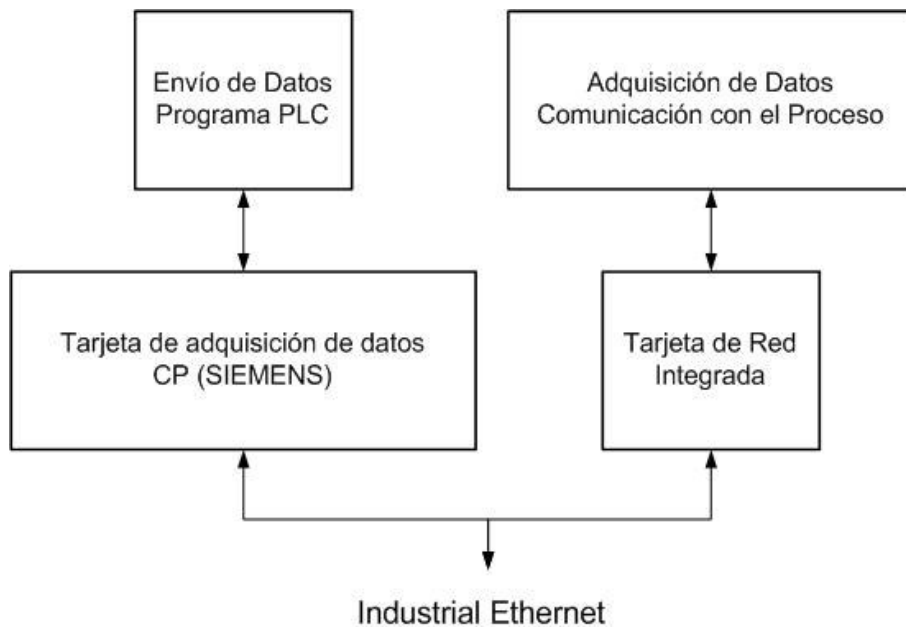 Envío de Datos
Programa PLC
Adquisición de Datos
Comunicación con el Proceso
Tarjeta de adquisición de datos
CP (SIEMENS)
Tarjeta de Red
Integrada
Industrial Ethernet